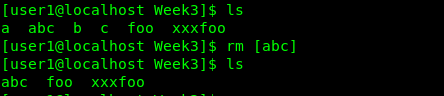 [user1@localhost Week3]$ ls
a  abc  b  c  foo  xxxfoo
[user1@localhost Week3]$ rm [abc]
[user1@localhost Week3]$ ls
abc  foo  xxxfoo